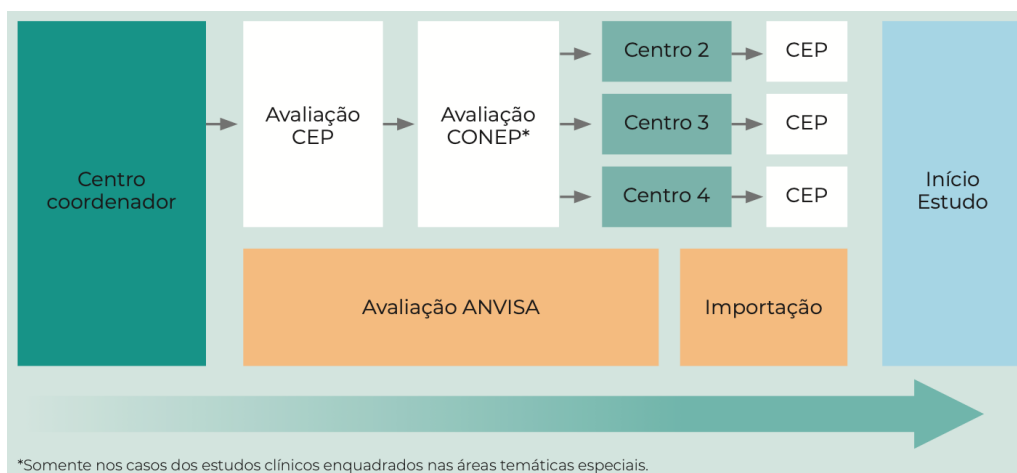 Centro
coordenador
Avaliação
CEP
Avaliação
CONEP*
Centro 2
CEP
Centro 3
CEP
Centro 4
CEP
Início
Estudo
Avaliação ANVISA
Importação
*Somente nos casos dos estudos clínicos enquadrados nas áreas temáticas especiais.